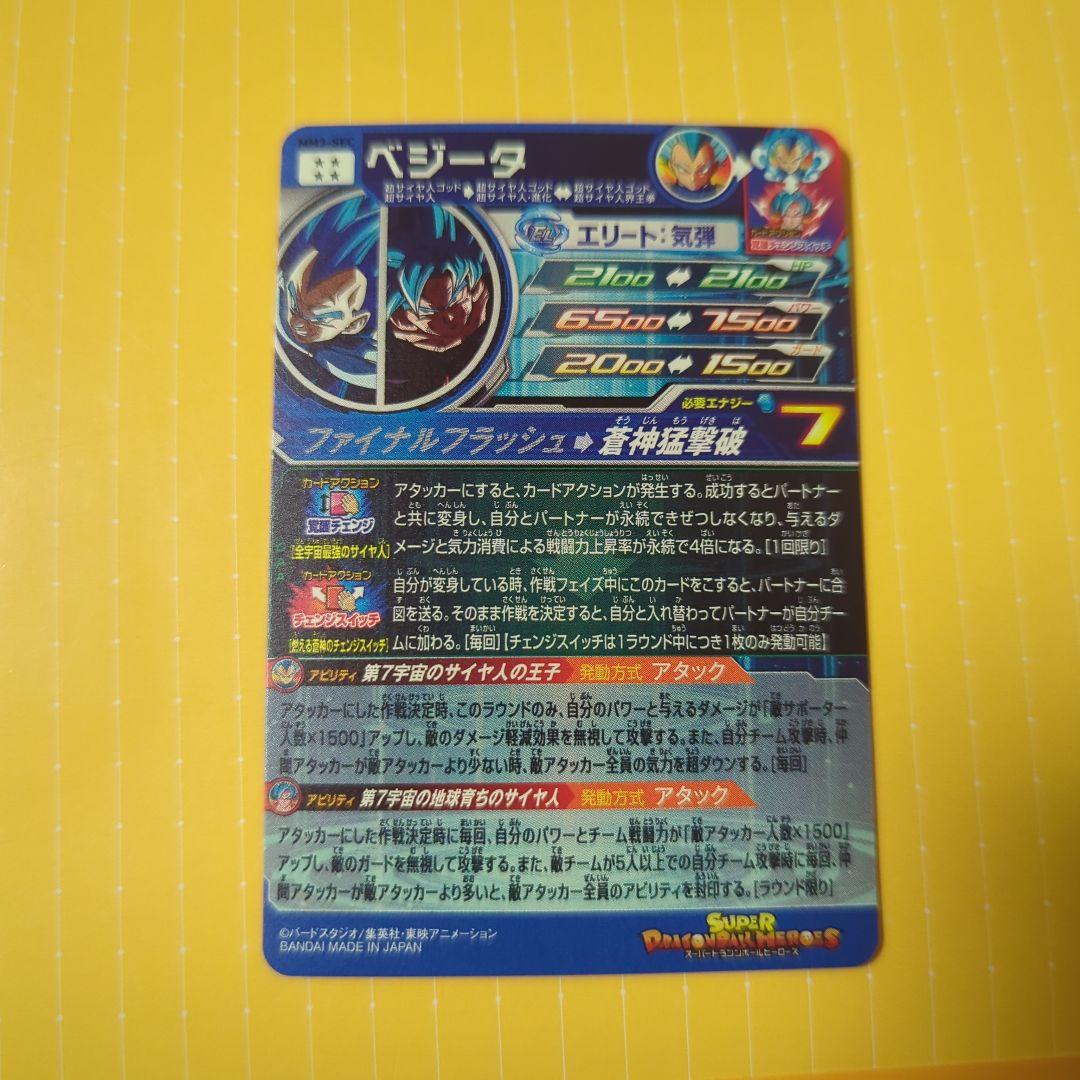 MM2-SEC
★★
★★
ベジータ
超サイヤ人ゴッド 超サイヤ人 ➡ 超サイヤ人ゴッド 超サイヤ人・進化 ⬌ 超サイヤ人ゴッド 超サイヤ人界王拳
カードアクション
覚醒チェンジスイッチ
エリート:気弾
2100 ⬌ 2100 HP
6500 ⬌ 7500 パワー
2000 ⬌ 1500 ガード
必要エナジー 7
ファイナルフラッシュ➡蒼神猛撃破
カードアクション
覚醒チェンジ
[全宇宙最強のサイヤ人]
アタッカーにすると、カードアクションが発生する。成功するとパートナー
と共に変身し、自分とパートナーが永続できぜつしなくなり、与えるダ
メージと気力消費による戦闘力上昇率が永続で4倍になる。[1回限り]
カードアクション
チェンジスイッチ
[燃える蒼神のチェンジスイッチ]
自分が変身している時、作戦フェイズ中にこのカードをこすると、パートナーに合
図を送る。そのまま作戦を決定すると、自分と入れ替わってパートナーが自分チー
ムに加わる。[毎回]【チェンジスイッチは1ラウンド中につき1枚のみ発動可能】
アビリティ 第7宇宙のサイヤ人の王子 発動方式 アタック
アタッカーにした作戦決定時、このラウンドのみ、自分のパワーと与えるダメージが「敵サポーター
人数×1500」アップし、敵のダメージ軽減効果を無視して攻撃する。また、自分チーム攻撃時、仲
間アタッカーが敵アタッカーより少ない時、敵アタッカー全員の気力を超ダウンする。[毎回]
アビリティ 第7宇宙の地球育ちのサイヤ人 発動方式 アタック
アタッカーにした作戦決定時に毎回、自分のパワーとチーム戦闘力が「敵アタッカー人数×1500」
アップし、敵のガードを無視して攻撃する。また、敵チームが5人以上での自分チーム攻撃時に毎回、仲
間アタッカーが敵アタッカーより多いと、敵アタッカー全員のアビリティを封印する。[ラウンド限り]
©バードスタジオ/集英社・東映アニメーション
BANDAI MADE IN JAPAN
SUPER
DRAGONBALL HEROES
スーパードラゴンボールヒーローズ